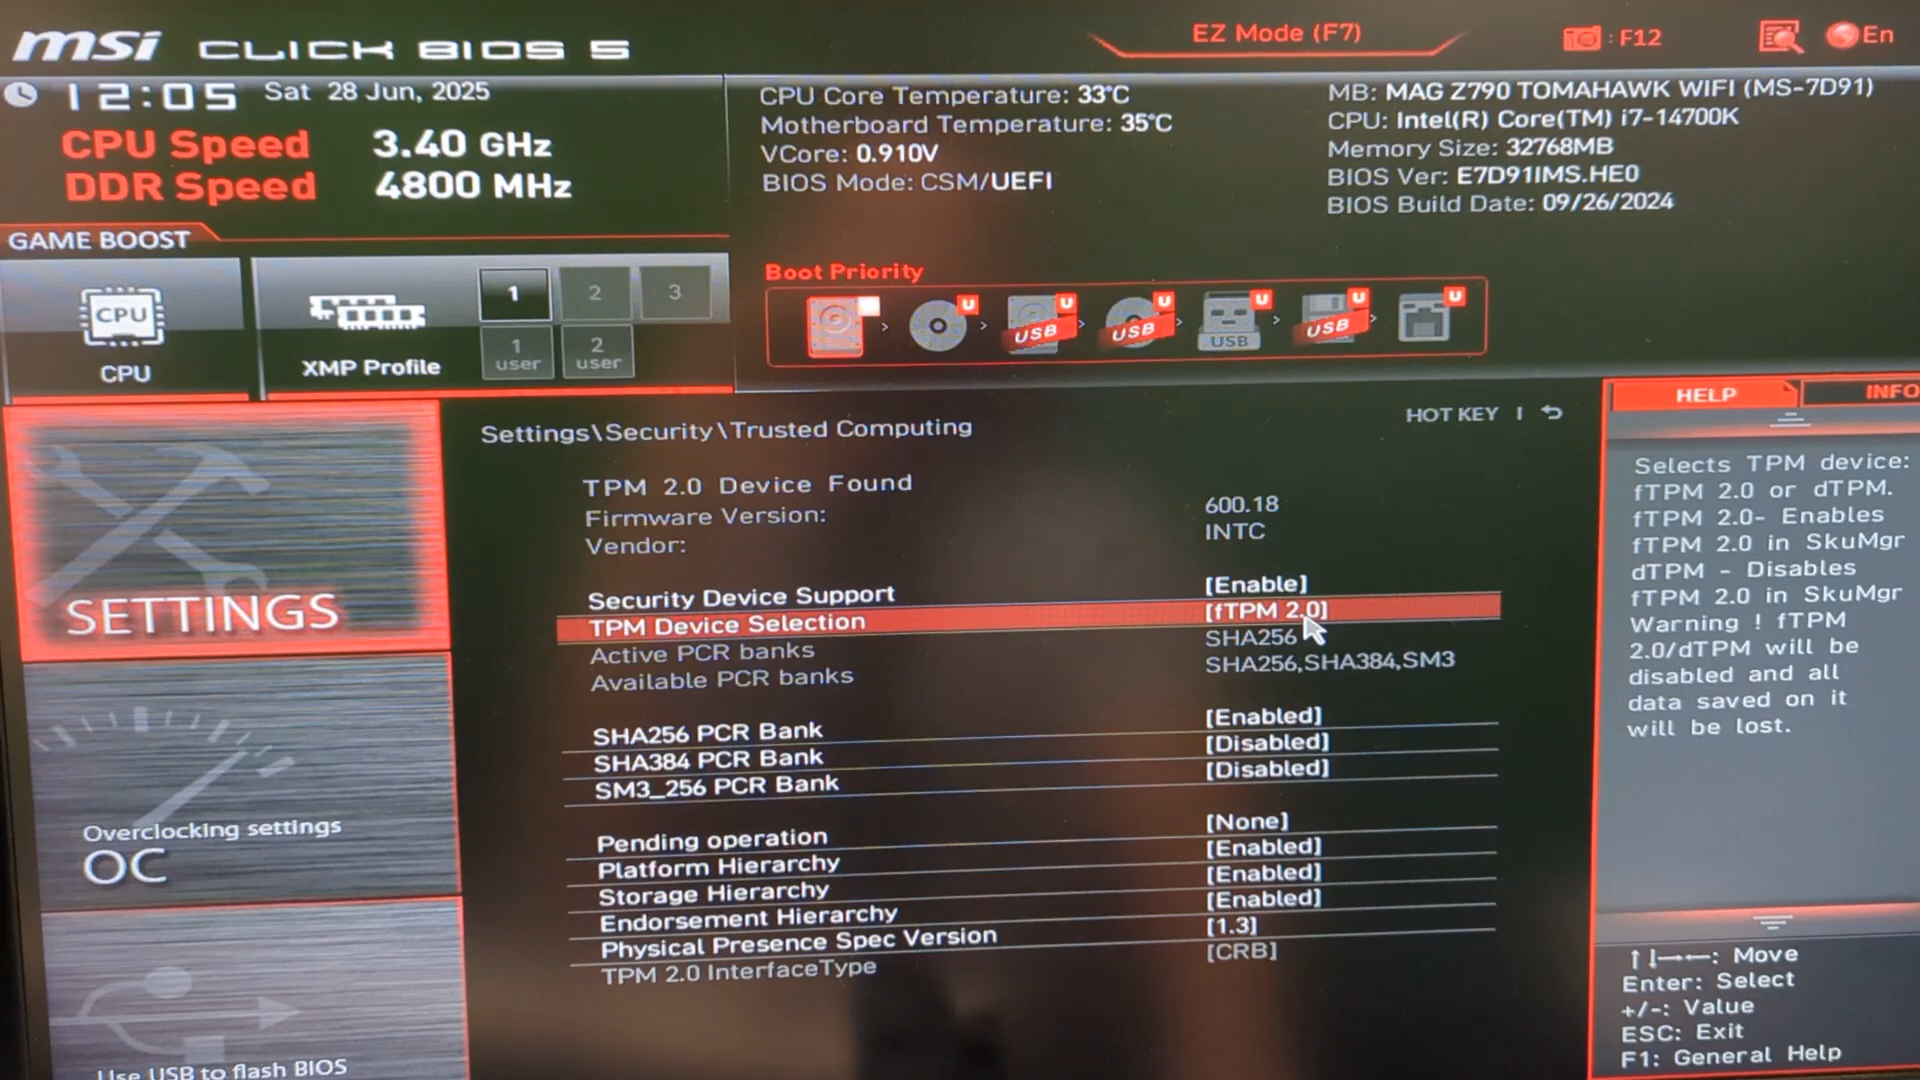 msi CLICK BIOS 5
EZ Mode (F7)
: F12
En
12:05 Sat 28 Jun, 2025
CPU Speed 3.40 GHz
DDR Speed 4800 MHz
CPU Core Temperature: 33°C
Motherboard Temperature: 35°C
VCore: 0.910V
BIOS Mode: CSM/UEFI
MB: MAG Z790 TOMAHAWK WIFI (MS-7D91)
CPU: Intel(R) Core(TM) i7-14700K
Memory Size: 32768MB
BIOS Ver: E7D91IMS.HE0
BIOS Build Date: 09/26/2024
GAME BOOST
CPU
CPU
XMP Profile
1 2 3
1 user 2 user
Boot Priority
U U U U U U
USB USB USB USB
HELP
INFO
HOT KEY |
Settings\Security\Trusted Computing
TPM 2.0 Device Found
Firmware Version: 600.18
Vendor: INTC
Security Device Support [Enable]
TPM Device Selection [fTPM 2.0]
Active PCR banks SHA256
Available PCR banks SHA256,SHA384,SM3
SHA256 PCR Bank [Enabled]
SHA384 PCR Bank [Disabled]
SM3_256 PCR Bank [Disabled]
Pending operation [None]
Platform Hierarchy [Enabled]
Storage Hierarchy [Enabled]
Endorsement Hierarchy [Enabled]
Physical Presence Spec Version [1.3]
TPM 2.0 InterfaceType [CRB]
SETTINGS
Overclocking settings
OC
Use USB to flash BIOS
Selects TPM device:
fTPM 2.0 or dTPM.
fTPM 2.0- Enables
fTPM 2.0 in SkuMgr
dTPM - Disables
fTPM 2.0 in SkuMgr
Warning ! fTPM
2.0/dTPM will be
disabled and all
data saved on it
will be lost.
↑↓→←: Move
Enter: Select
+/-: Value
ESC: Exit
F1: General Help